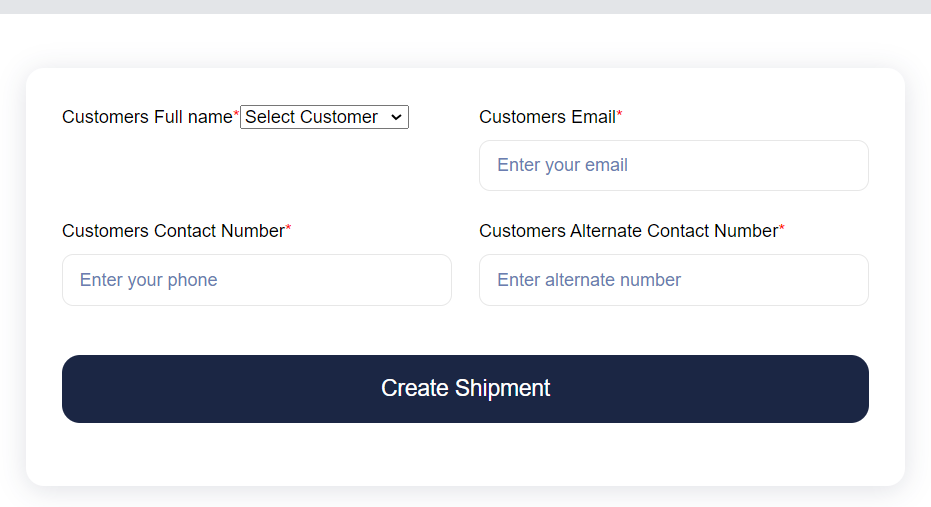 Customers Full name* Select Customer
Customers Email*
Enter your email
Customers Contact Number*
Enter your phone
Customers Alternate Contact Number*
Enter alternate number
Create Shipment